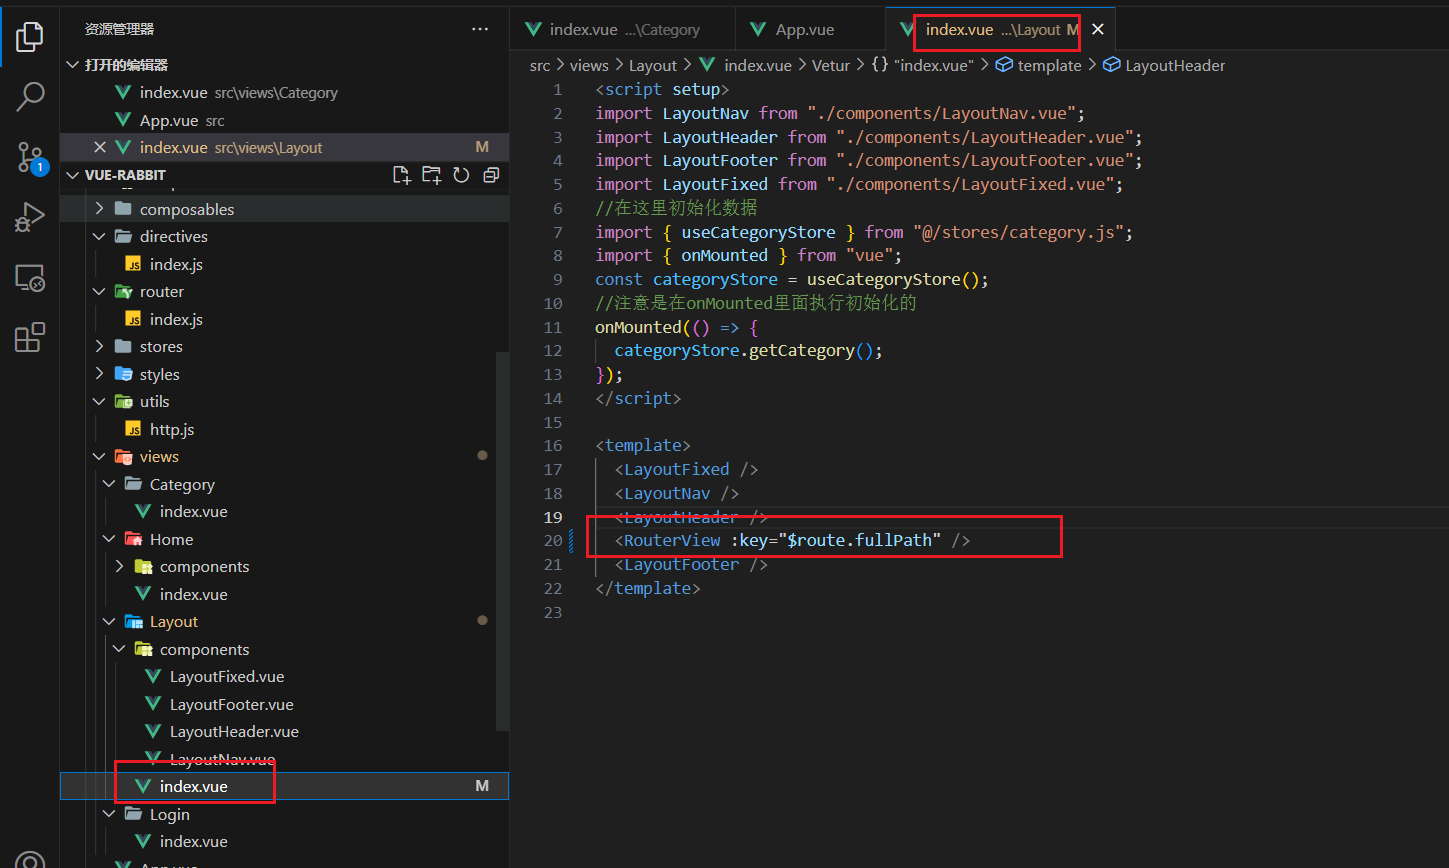 资源管理器
打开的编辑器
index.vue src\views\Category
App.vue src
index.vue src\views\Layout M
1
VUE-RABBIT
composables
directives
index.js
router
index.js
stores
styles
utils
http.js
views
Category
index.vue
Home
components
index.vue
Layout
components
LayoutFixed.vue
LayoutFooter.vue
LayoutHeader.vue
LayoutNav.vue
index.vue M
Login
index.vue
App.vue
index.vue ...\Category App.vue index.vue ...\Layout M
src > views > Layout > index.vue > Vetur > {} "index.vue" > template > LayoutHeader
1 <script setup>
2 import LayoutNav from "./components/LayoutNav.vue";
3 import LayoutHeader from "./components/LayoutHeader.vue";
4 import LayoutFooter from "./components/LayoutFooter.vue";
5 import LayoutFixed from "./components/LayoutFixed.vue";
6 //在这里初始化数据
7 import { useCategoryStore } from "@/stores/category.js";
8 import { onMounted } from "vue";
9 const categoryStore = useCategoryStore();
10 //注意是在onMounted里面执行初始化的
11 onMounted(() => {
12 categoryStore.getCategory();
13 });
14 </script>
15
16 <template>
17 <LayoutFixed />
18 <LayoutNav />
19 <LayoutHeader />
20 <RouterView :key="$route.fullPath" />
21 <LayoutFooter />
22 </template>
23